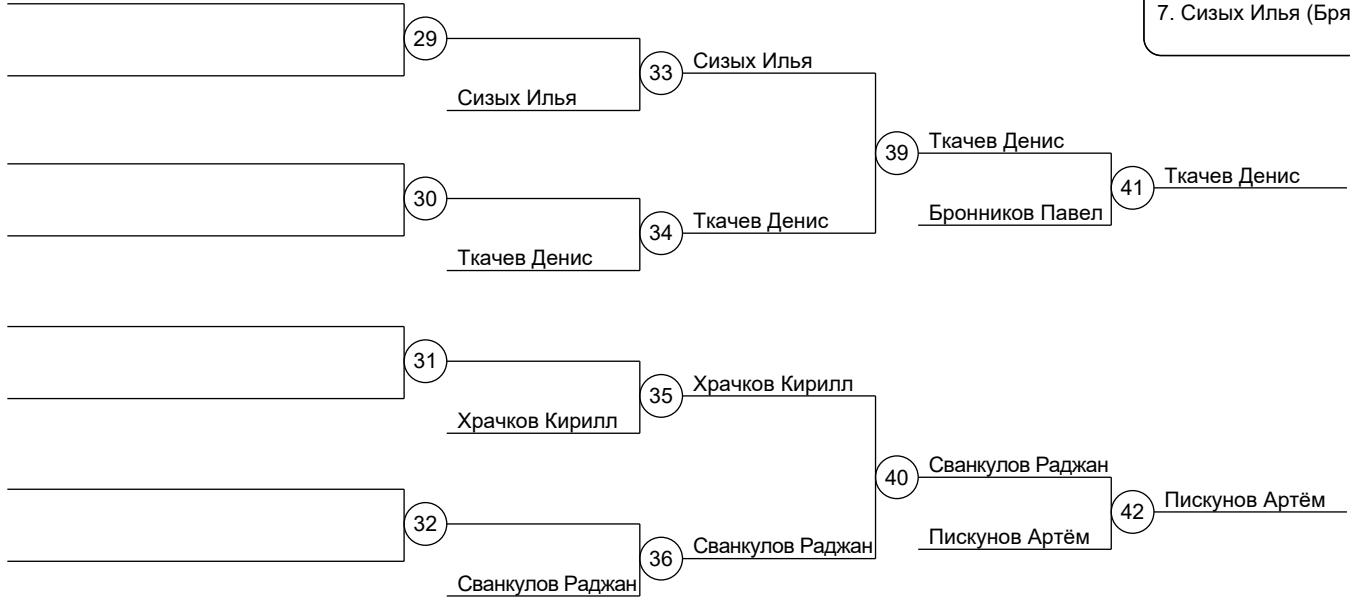 7. Сизых Илья (Бря
29
33
Сизых Илья
Сизых Илья
39
Ткачев Денис
41
Ткачев Денис
30
34
Ткачев Денис
Бронников Павел
Ткачев Денис
31
35
Храчков Кирилл
Храчков Кирилл
40
Сванкулов Раджан
42
Пискунов Артём
32
36
Сванкулов Раджан
Пискунов Артём
Сванкулов Раджан